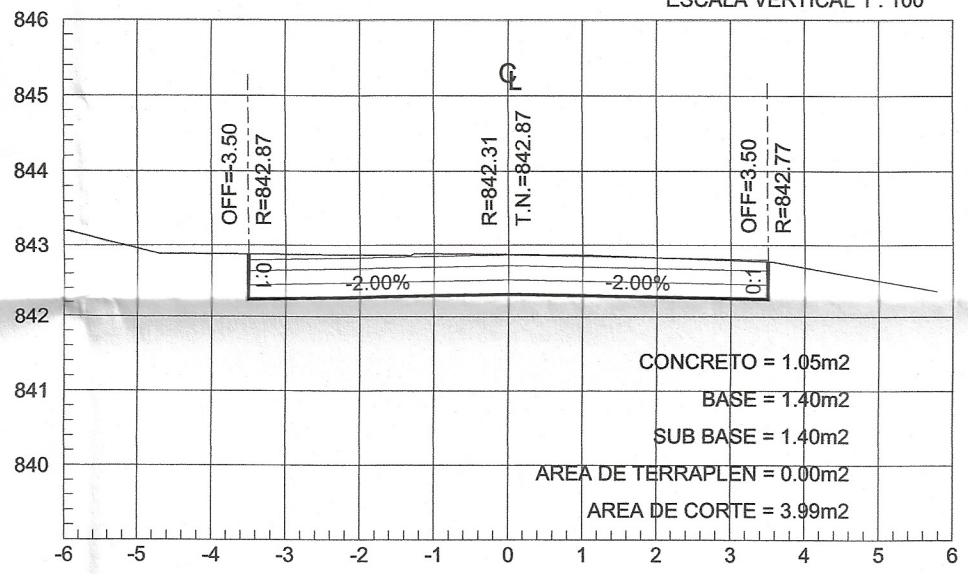 ESCALA VERTICAL 1 : 100
846
845
844
843
842
841
840
OFF=-3.50
R=842.87
CL
R=842.31
T.N.=842.87
OFF=3.50
R=842.77
0:1
-2.00%
-2.00%
0:1
CONCRETO = 1.05m2
BASE = 1.40m2
SUB BASE = 1.40m2
AREA DE TERRAPLEN = 0.00m2
AREA DE CORTE = 3.99m2
-6 -5 -4 -3 -2 -1 0 1 2 3 4 5 6